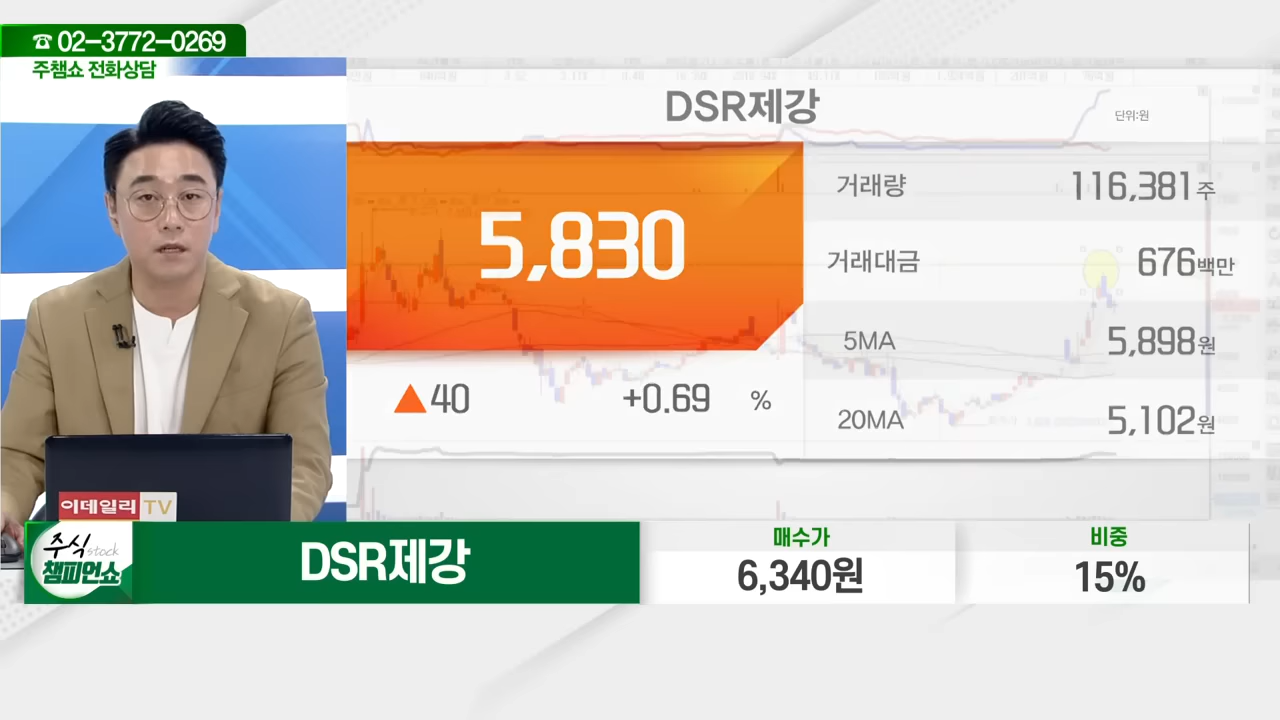 ☎ 02-3772-0269
주챔쇼 전화상담
DSR제강
단위:원
5,830
▲40 +0.69 %
거래량 116,381주
거래대금 676백만
5MA 5,898원
20MA 5,102원
이데일리 TV
주식 stock
챔피언쇼
DSR제강
매수가
6,340원
비중
15%